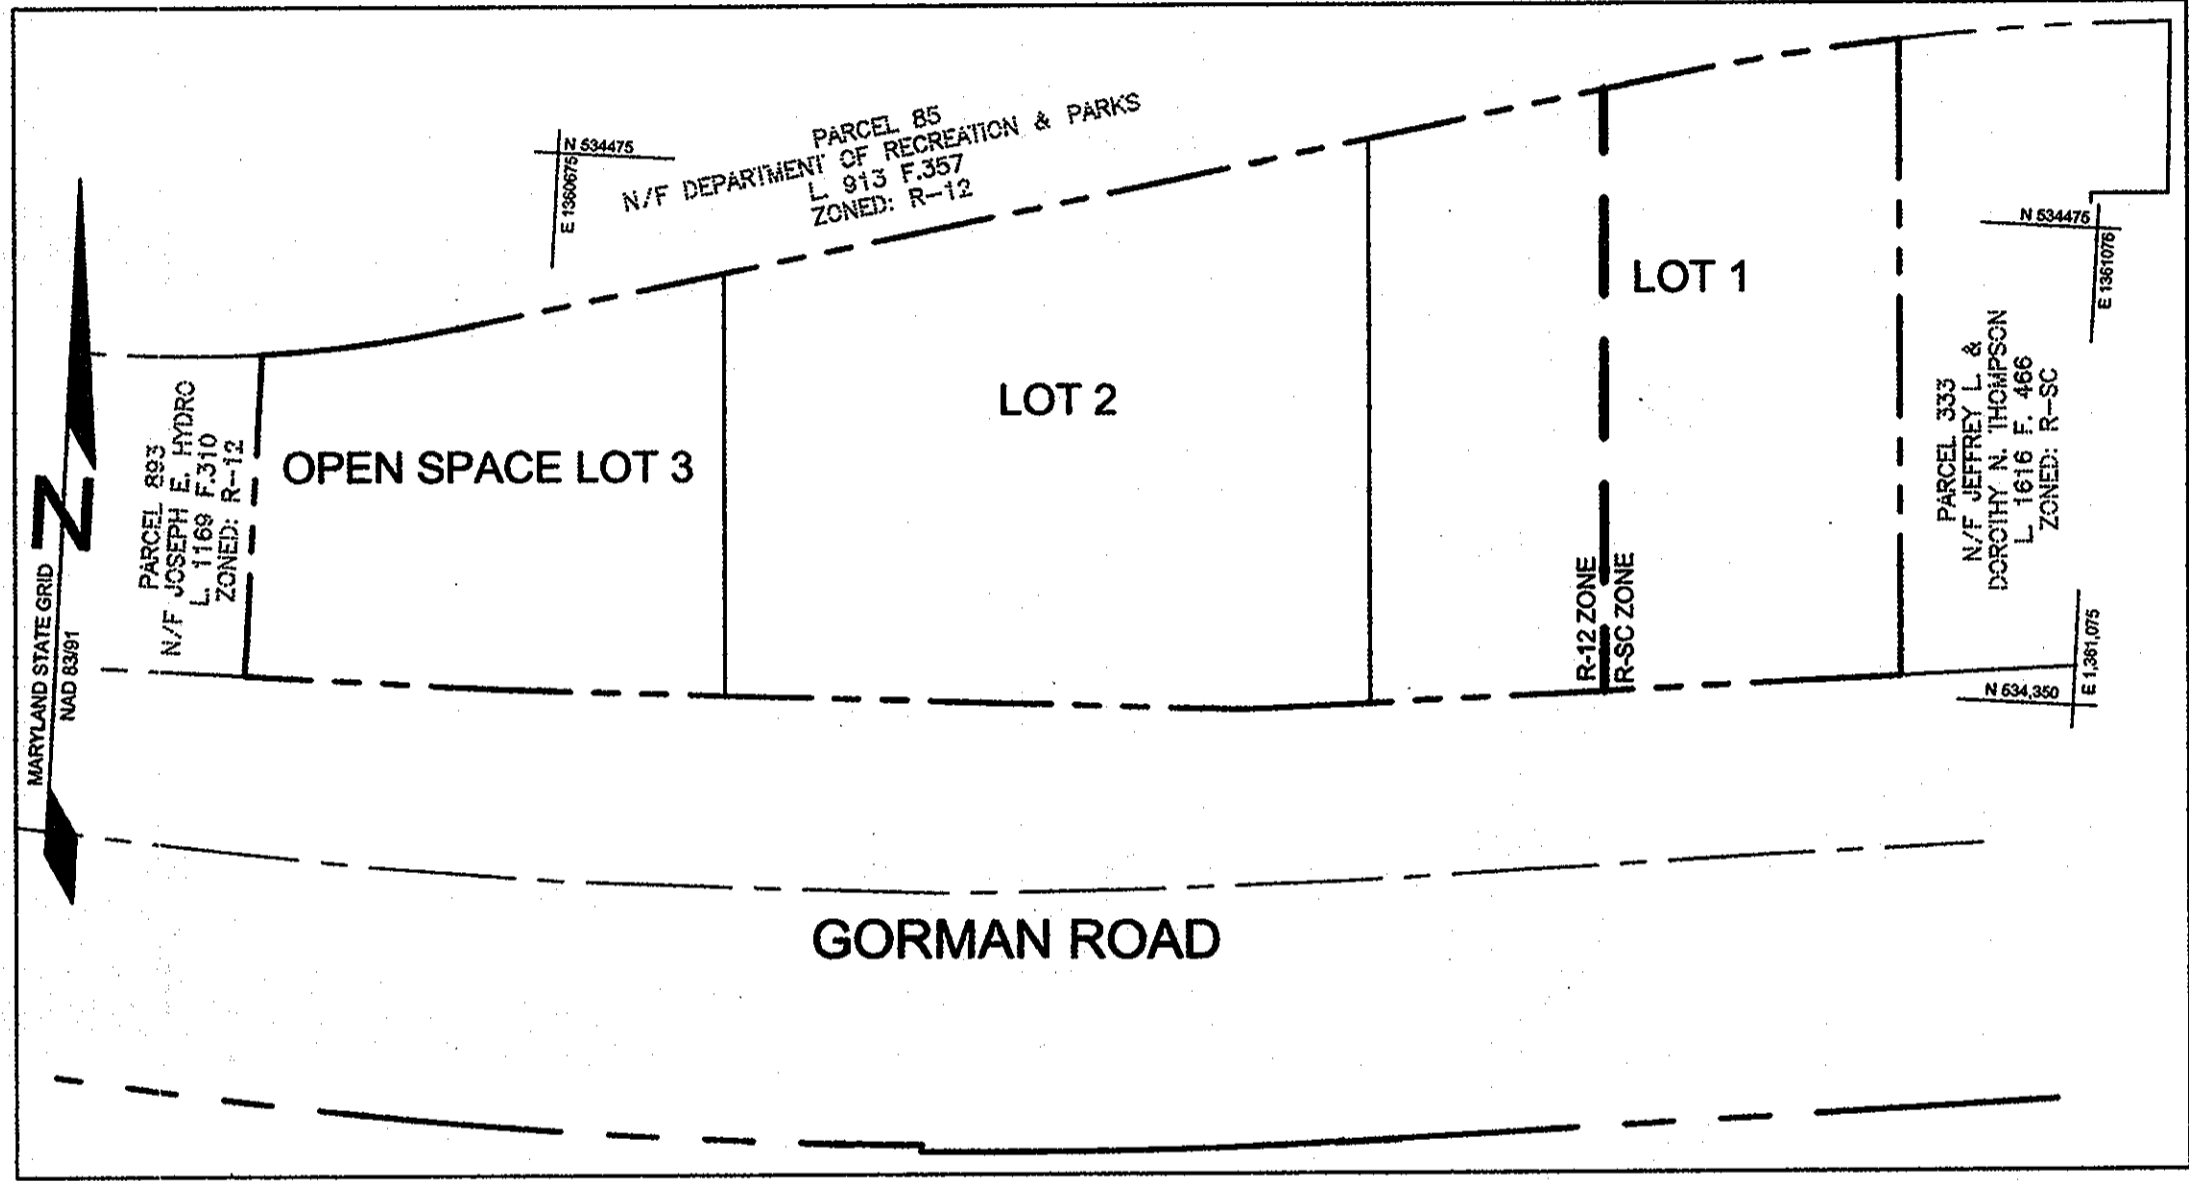 PARCEL 85
N/F DEPARTMENT OF RECREATION & PARKS
L. 913 F.357
ZONED: R-12
N 534475
E 1360675
N 534475
E 1361076
LOT 1
LOT 2
OPEN SPACE LOT 3
PARCEL 893
N/F JOSEPH E. HYDRO
L. 1169 F.310
ZONED: R-12
PARCEL 333
N/F JEFFREY L. &
DOROTHY N. THOMPSON
L. 1616 F. 466
ZONED: R-SC
R-12 ZONE
R-SC ZONE
N
MARYLAND STATE GRID
NAD 83/91
N 534,350
E 1,361,075
GORMAN ROAD